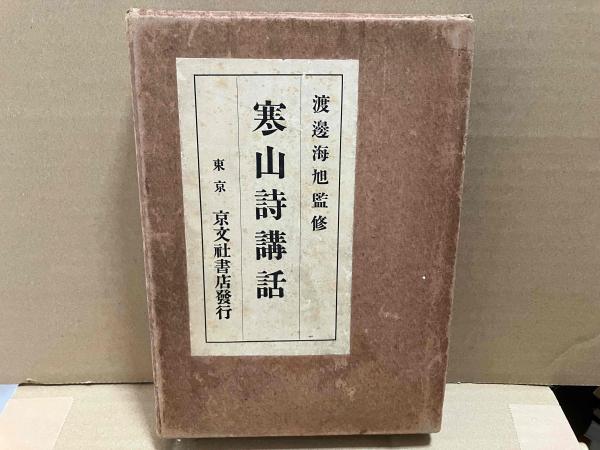 渡邊海旭監修
寒山詩講話
東京 京文社書店發行